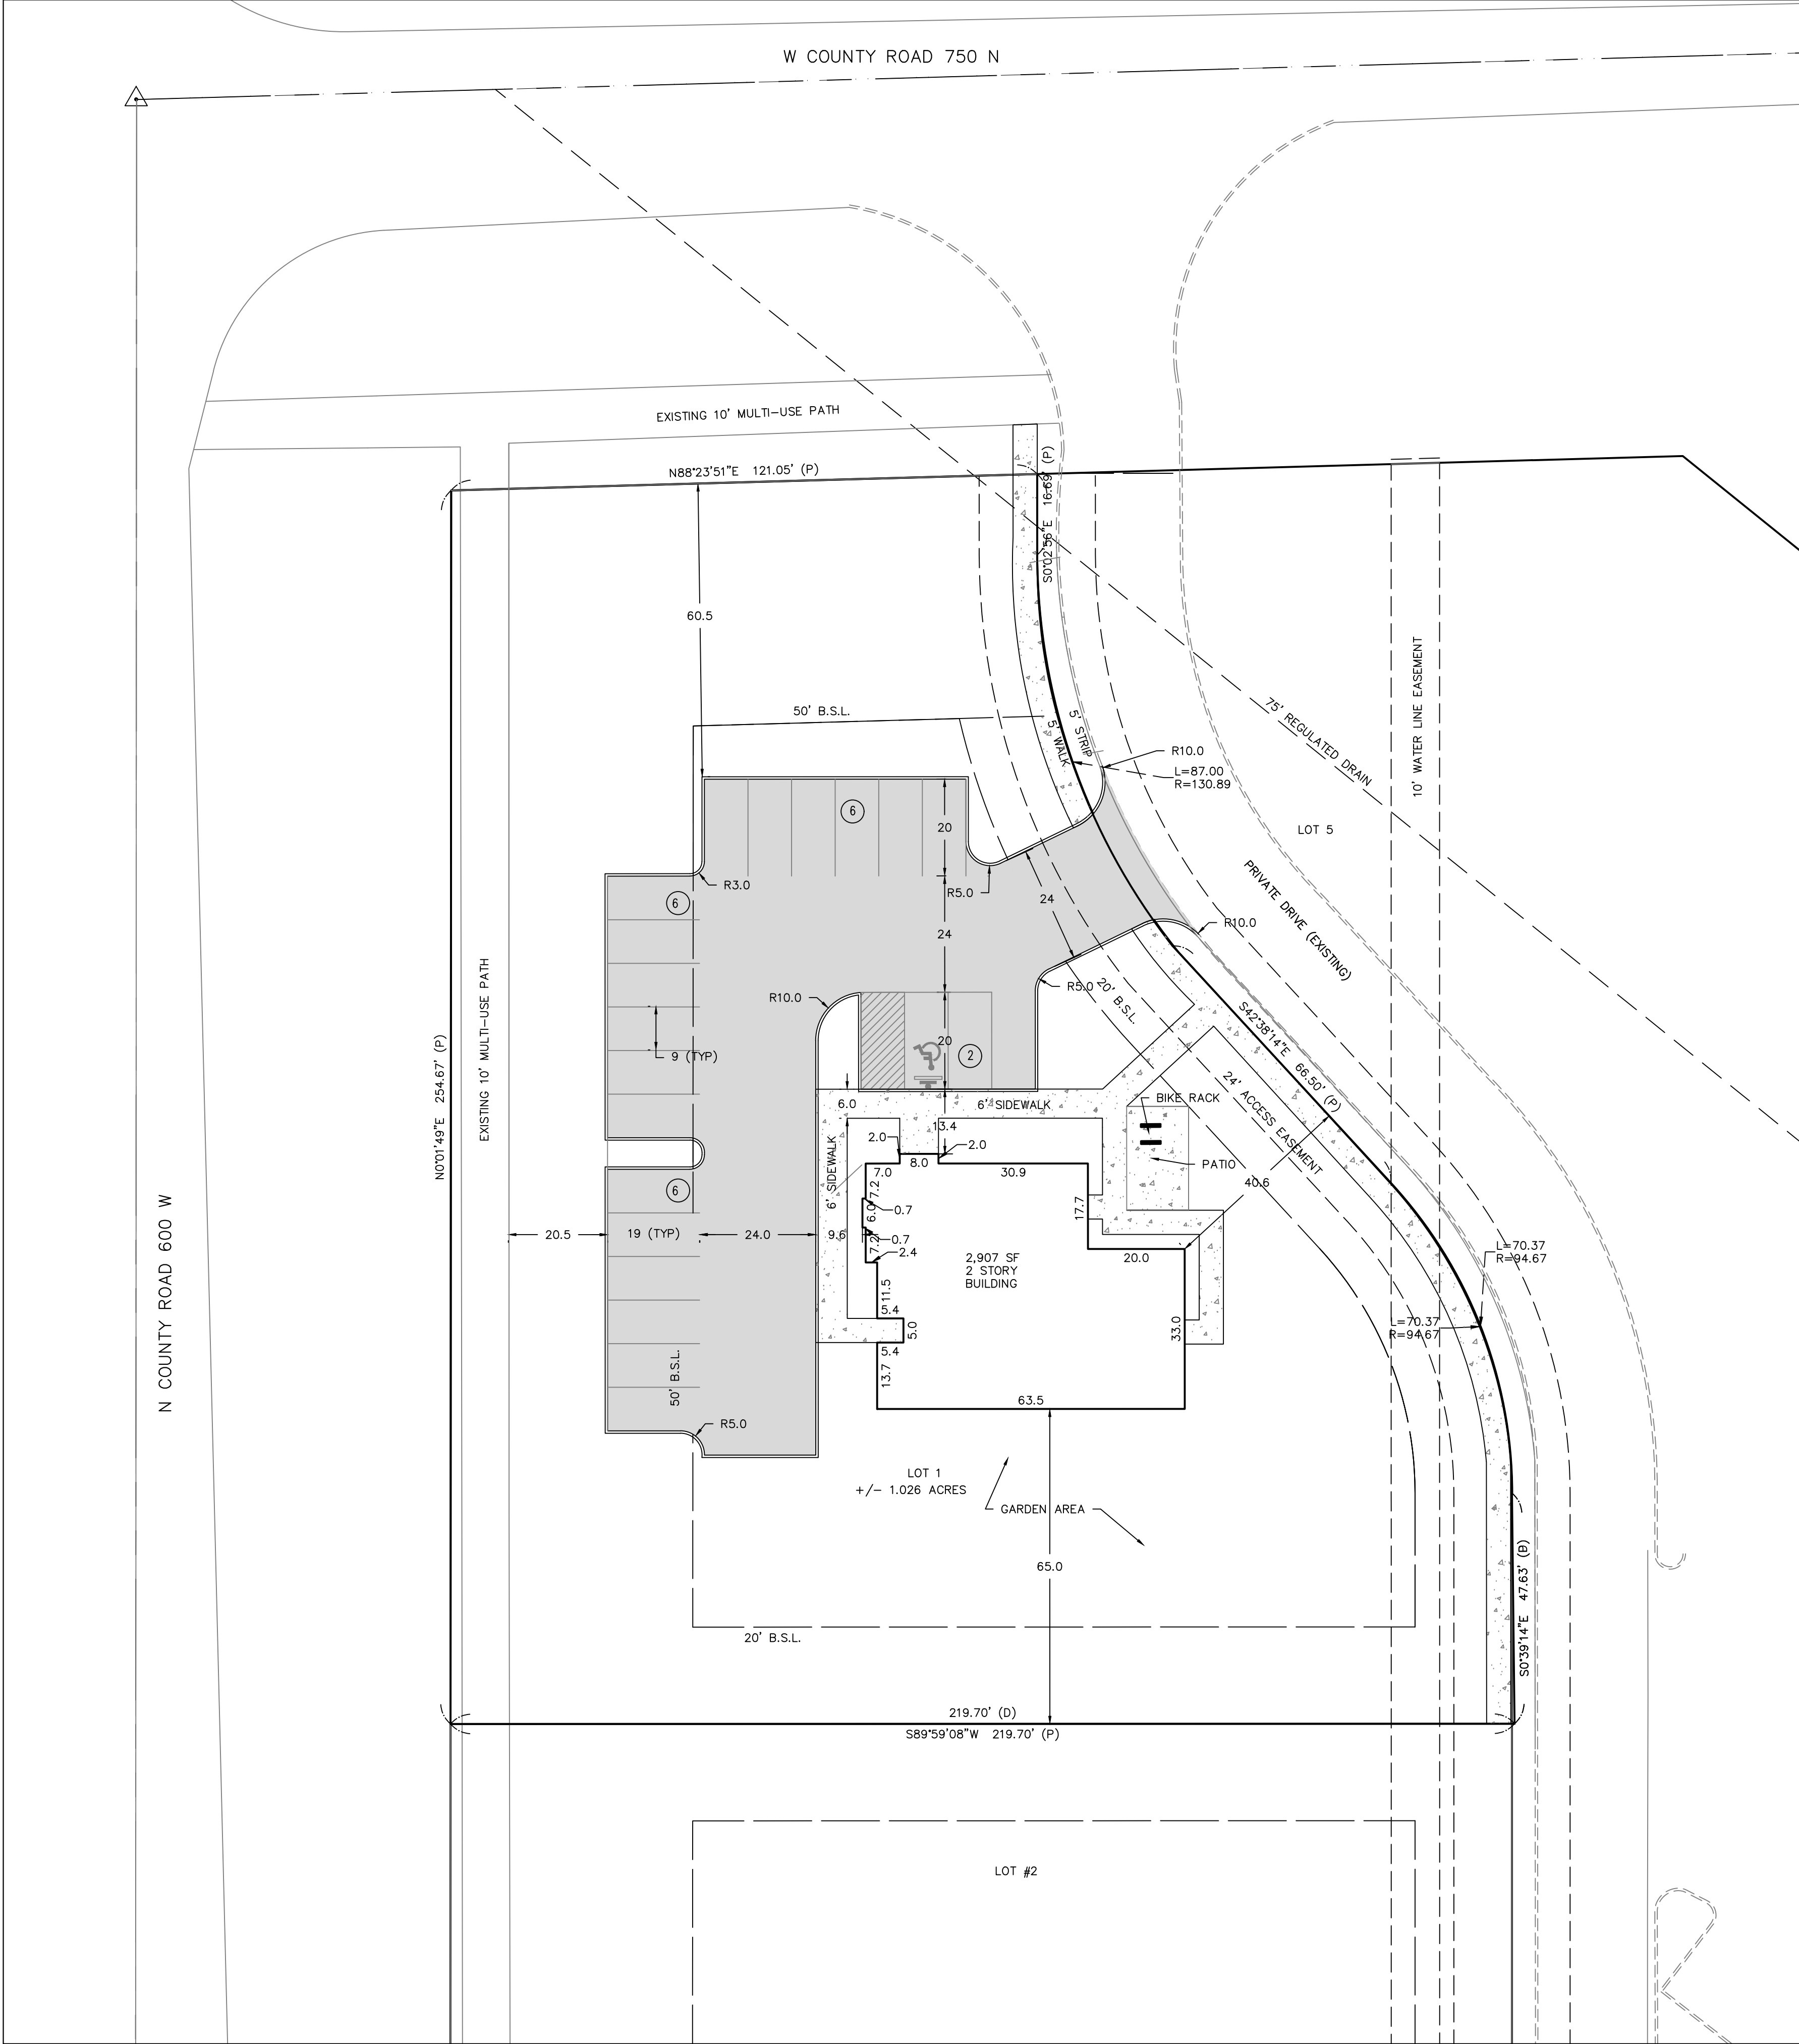 W COUNTY ROAD 750 N
EXISTING 10' MULTI-USE PATH
N88°23'51"E 121.05' (P)
S0°02'56"E 16.69' (P)
60.5
10' WATER LINE EASEMENT
50' B.S.L.
5' STRIP
5' WALK
R10.0
L=87.00
R=130.89
75' REGULATED DRAIN
6
20
LOT 5
R3.0
R5.0
6
24
24
R10.0
PRIVATE DRIVE (EXISTING)
EXISTING 10' MULTI-USE PATH
R10.0
R5.0
20' B.S.L.
S42°38'14"E 66.50' (P)
N0°01'49"E 254.67' (P)
9 (TYP)
20
2
24' ACCESS EASEMENT
6.0
6' SIDEWALK
BIKE RACK
13.4
2.0
2.0
6' SIDEWALK
PATIO
7.0
8.0
30.9
40.6
6
7.2
6.0
0.7
17.7
N COUNTY ROAD 600 W
20.5
19 (TYP)
24.0
9.6
0.7
7.2
2.4
2,907 SF
2 STORY
BUILDING
20.0
L=70.37
R=94.67
11.5
5.4
5.0
33.0
L=70.37
R=94.67
5.4
13.7
50' B.S.L.
63.5
R5.0
LOT 1
+/- 1.026 ACRES
GARDEN AREA
65.0
S0°39'14"E 47.63' (B)
20' B.S.L.
219.70' (D)
S89°59'08"W 219.70' (P)
LOT #2